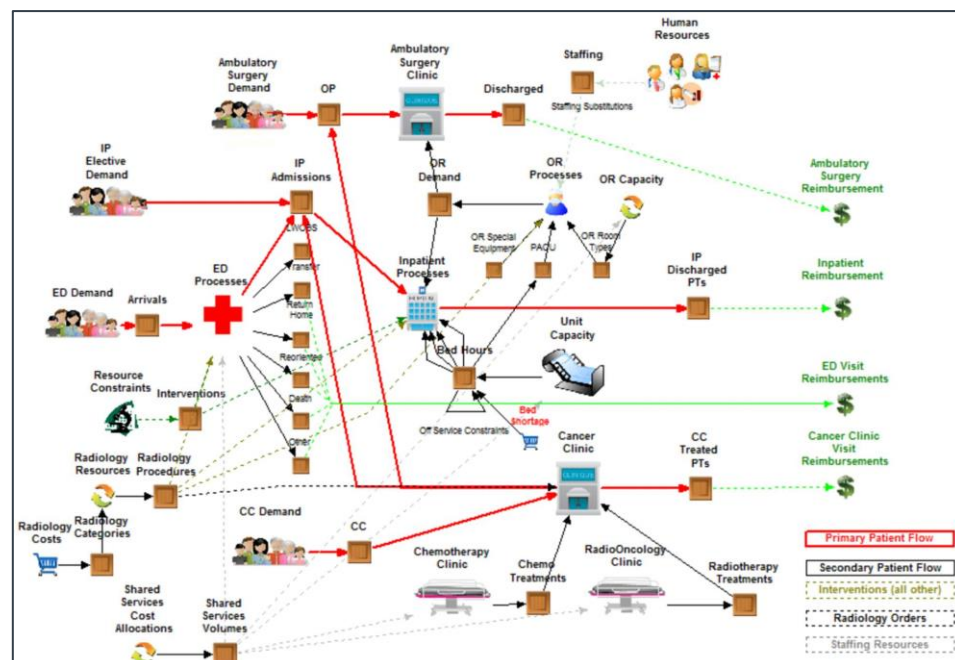 Human
Resources
Staffing
Staffing Substitutions
Ambulatory
Surgery
Demand
OP
Ambulatory
Surgery
Clinic
Discharged
IP
Elective
Demand
IP
Admissions
OR
Demand
OR
Processes
OR Capacity
Ambulatory
Surgery
Reimbursement
LWOBS
Transfer
Return
Home
Reoriented
Death
Other
ED
Processes
ED Demand
Arrivals
Inpatient
Processes
OR Special
Equipment
PACU
OR Room
Types
IP
Discharged
PTs
Inpatient
Reimbursement
Unit
Capacity
Bed Hours
Bed
Shortage
Off Service Constraints
ED Visit
Reimbursements
Resource
Constraints
Interventions
Radiology
Resources
Radiology
Procedures
Cancer
Clinic
CC
Treated
PTs
Cancer Clinic
Visit
Reimbursements
Radiology
Costs
Radiology
Categories
CC Demand
CC
Chemotherapy
Clinic
Chemo
Treatments
RadioOncology
Clinic
Radiotherapy
Treatments
Shared
Services
Cost
Allocations
Shared
Services
Volumes
Primary Patient Flow
Secondary Patient Flow
Interventions (all other)
Radiology Orders
Staffing Resources